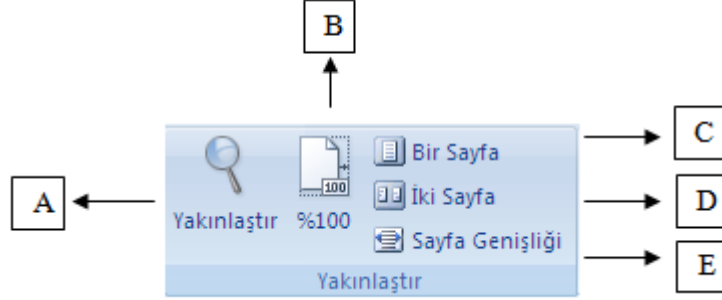 B
Bir Sayfa
C
A
100
İki Sayfa
D
Yakınlaştır
%100
Sayfa Genişliği
E
Yakınlaştır